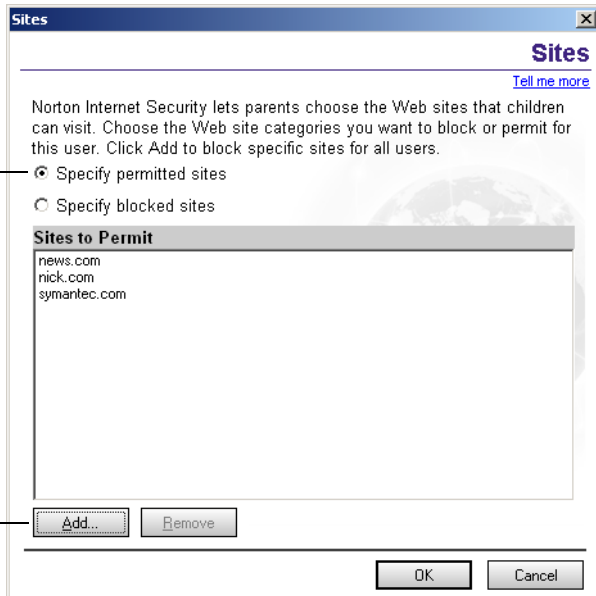 Sites
Sites
Tell me more
Norton Internet Security lets parents choose the Web sites that children
can visit. Choose the Web site categories you want to block or permit for
this user. Click Add to block specific sites for all users.
Specify permitted sites
Specify blocked sites
Sites to Permit
news.com
nick.com
symantec.com
Add... Remove
OK Cancel